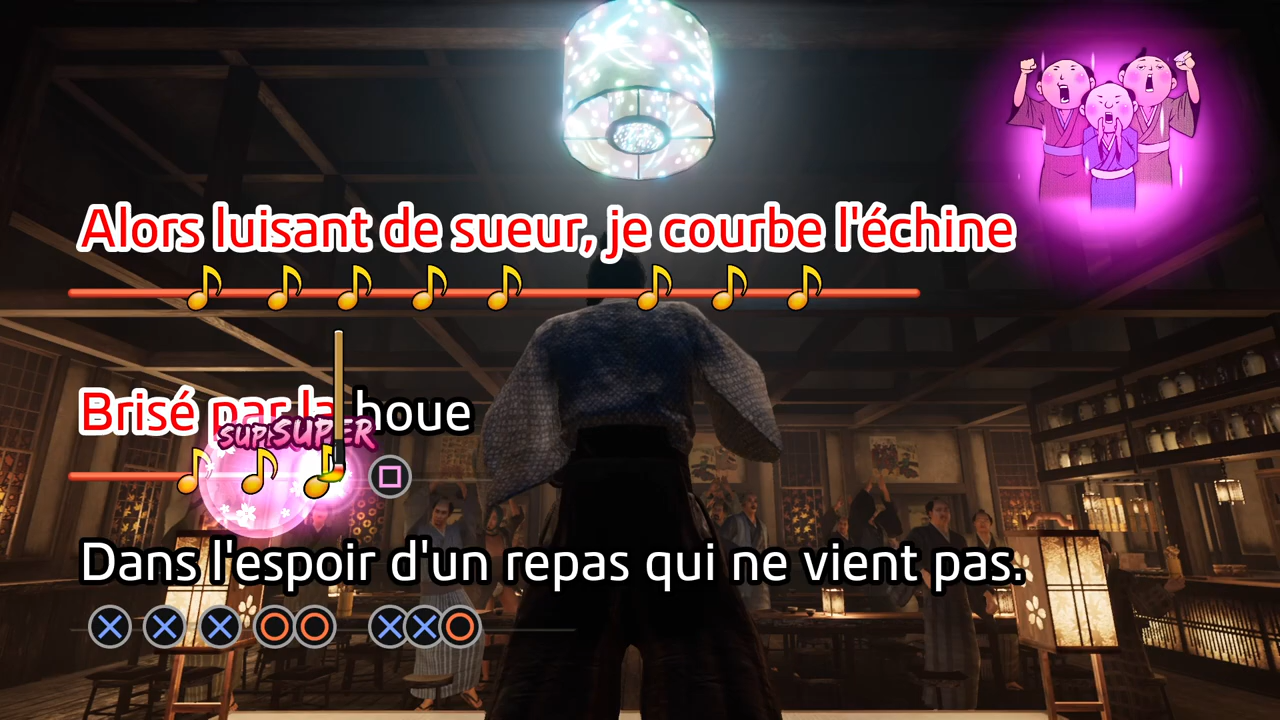 Alors luisant de sueur, je courbe l'échine
Brisé par la houe
SUPER
Dans l'espoir d'un repas qui ne vient pas.